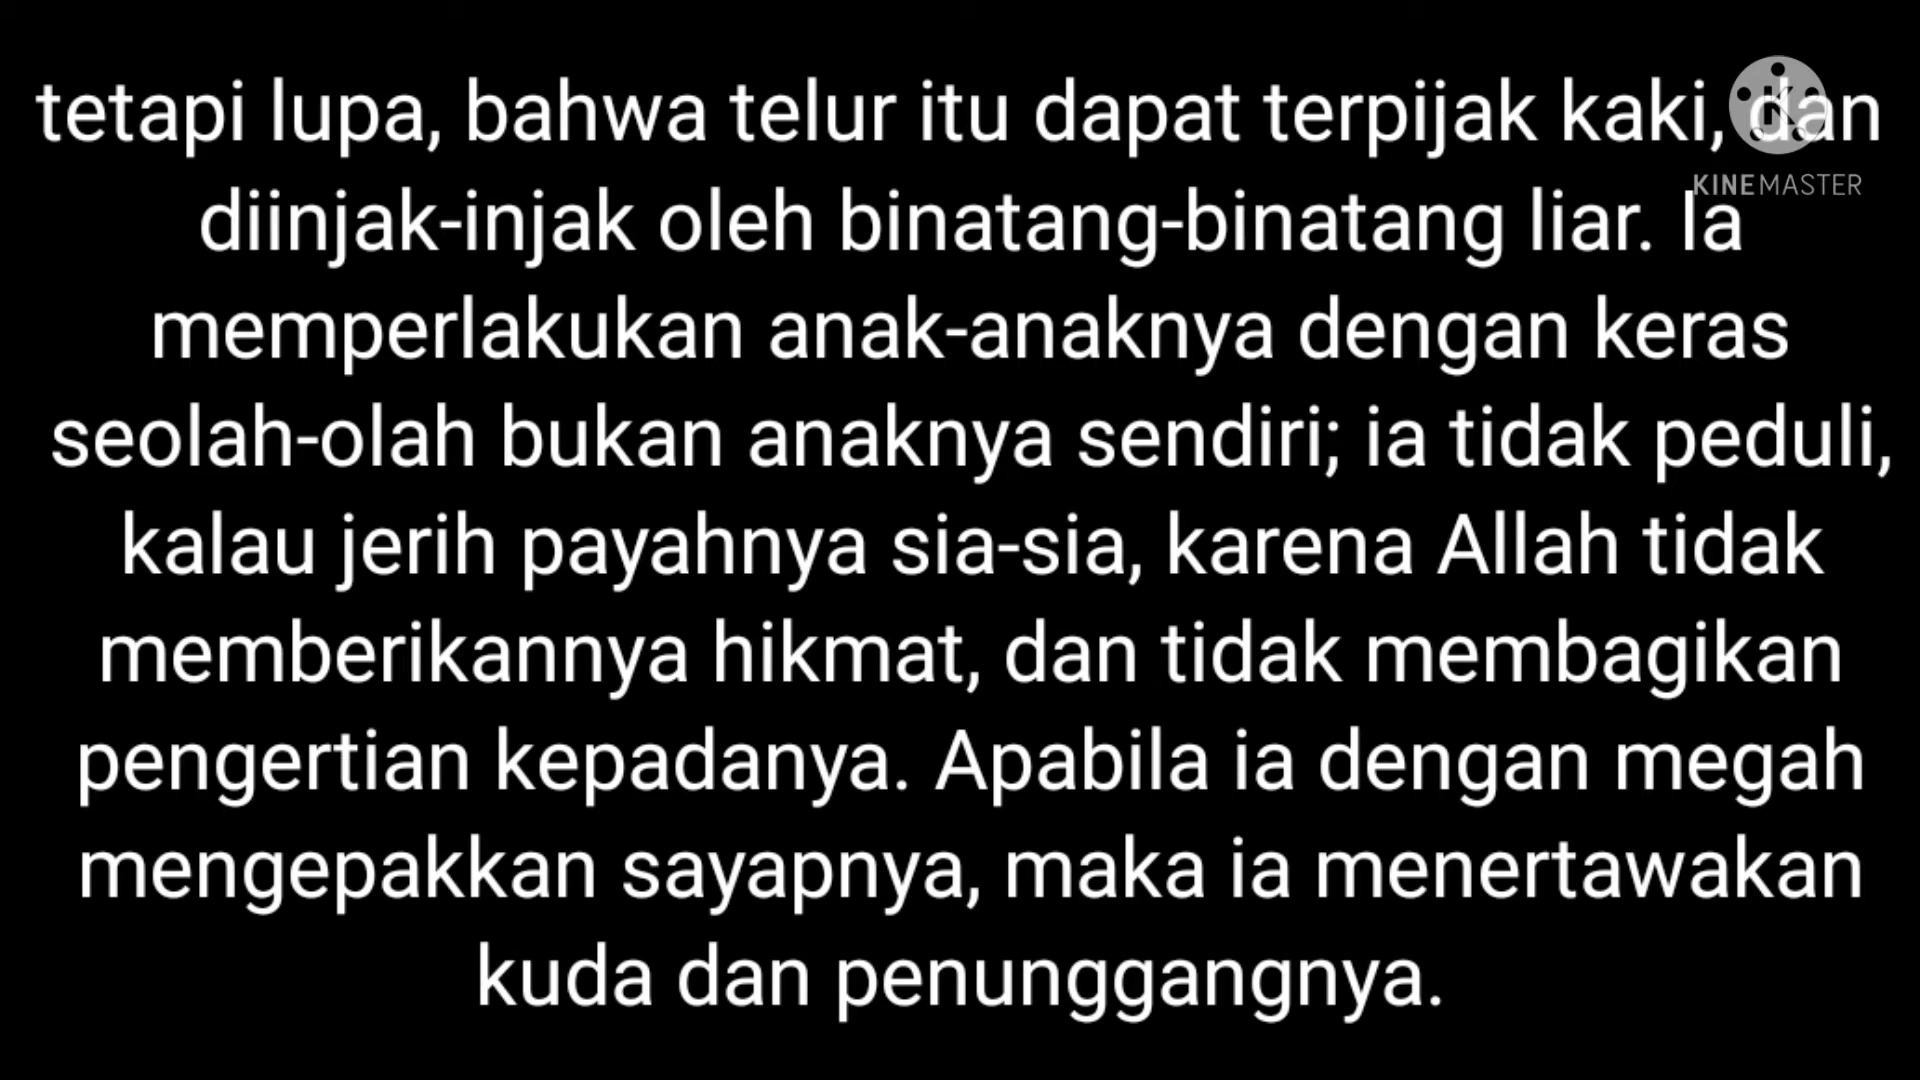 tetapi lupa, bahwa telur itu dapat terpijak kaki, dan
KINEMASTER
diinjak-injak oleh binatang-binatang liar. Ia
memperlakukan anak-anaknya dengan keras
seolah-olah bukan anaknya sendiri; ia tidak peduli,
kalau jerih payahnya sia-sia, karena Allah tidak
memberikannya hikmat, dan tidak membagikan
pengertian kepadanya. Apabila ia dengan megah
mengepakkan sayapnya, maka ia menertawakan
kuda dan penunggangnya.